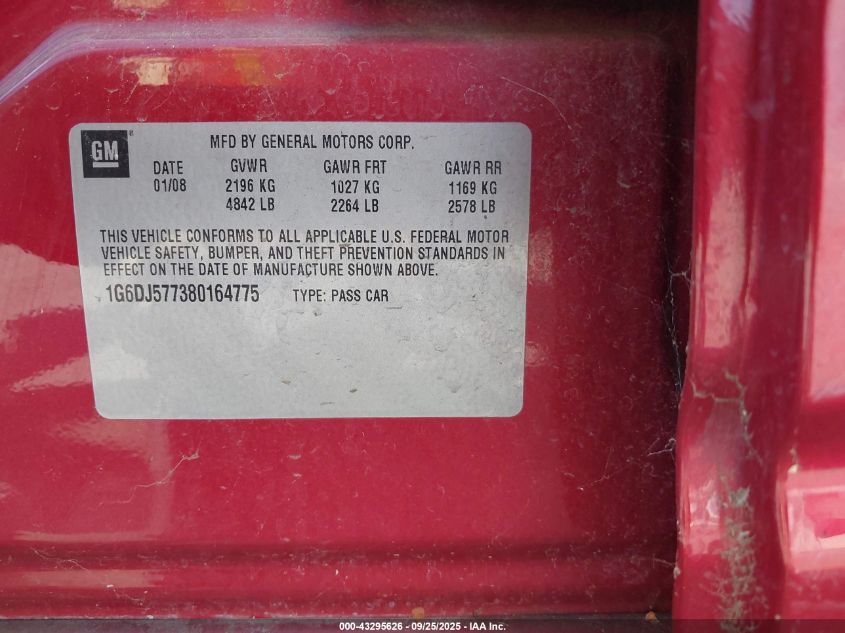 GM
MFD BY GENERAL MOTORS CORP.
DATE GVWR GAWR FRT GAWR RR
01/08 2196 KG 1027 KG 1169 KG
4842 LB 2264 LB 2578 LB
THIS VEHICLE CONFORMS TO ALL APPLICABLE U.S. FEDERAL MOTOR
VEHICLE SAFETY, BUMPER, AND THEFT PREVENTION STANDARDS IN
EFFECT ON THE DATE OF MANUFACTURE SHOWN ABOVE.
1G6DJ577380164775 TYPE: PASS CAR
000-43295626 - 09/25/2025 - IAA Inc.